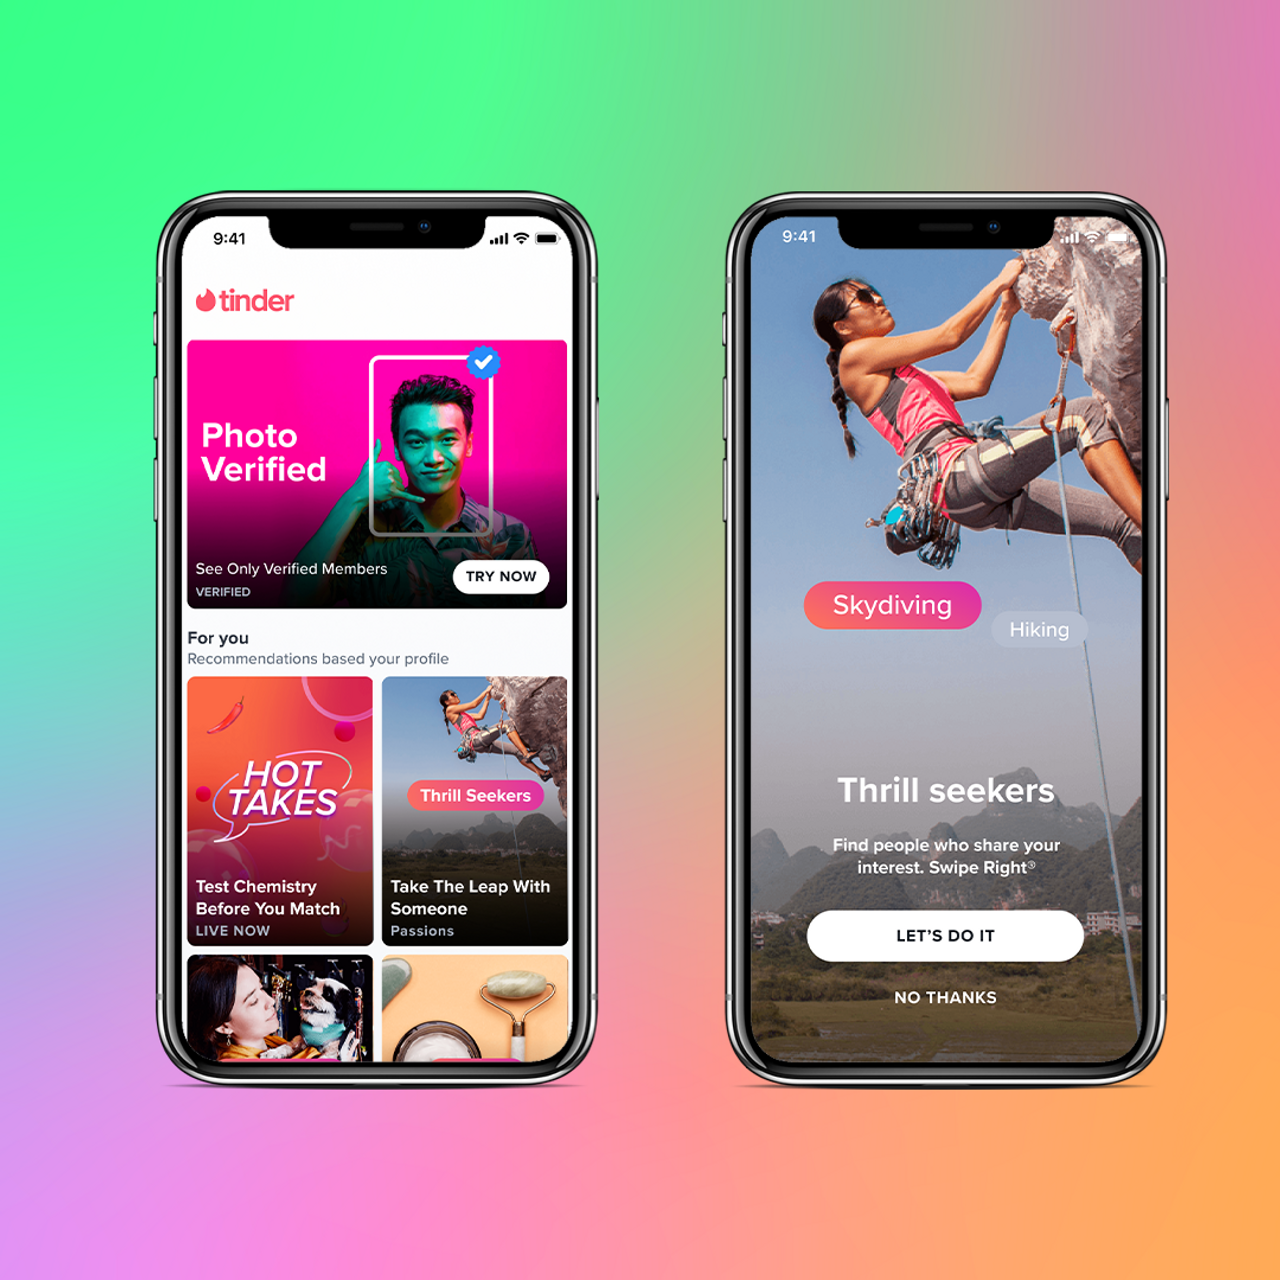 9:41
tinder
Photo
Verified
See Only Verified Members
VERIFIED
TRY NOW
For you
Recommendations based your profile
HOT
TAKES
Test Chemistry
Before You Match
LIVE NOW
Thrill Seekers
Take The Leap With
Someone
Passions
9:41
Skydiving
Hiking
Thrill seekers
Find people who share your
interest. Swipe Right®
LET'S DO IT
NO THANKS